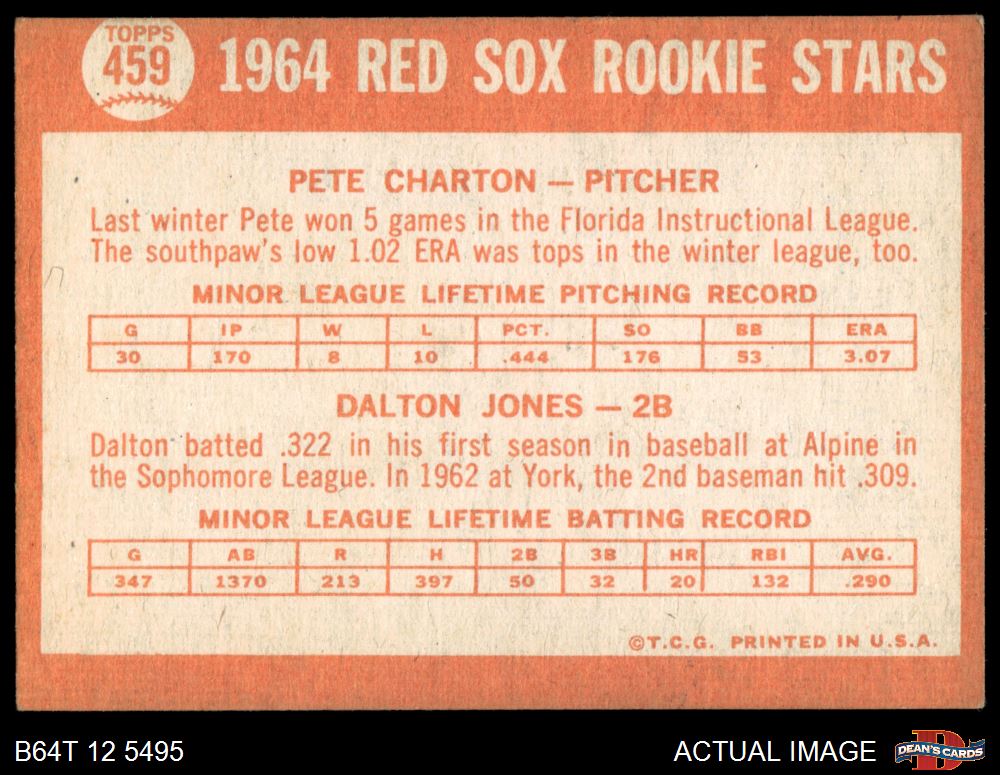 TOPPS
459
1964 RED SOX ROOKIE STARS
PETE CHARTON — PITCHER
Last winter Pete won 5 games in the Florida Instructional League.
The southpaw's low 1.02 ERA was tops in the winter league, too.
MINOR LEAGUE LIFETIME PITCHING RECORD
G IP W L PCT. SO BB ERA
30 170 8 10 .444 176 53 3.07
DALTON JONES — 2B
Dalton batted .322 in his first season in baseball at Alpine in
the Sophomore League. In 1962 at York, the 2nd baseman hit .309.
MINOR LEAGUE LIFETIME BATTING RECORD
G AB R H 2B 3B HR RBI AVG.
347 1370 213 397 50 32 20 132 .290
©T.C.G. PRINTED IN U.S.A.
B64T 12 5495
ACTUAL IMAGE
D
DEAN'S CARDS